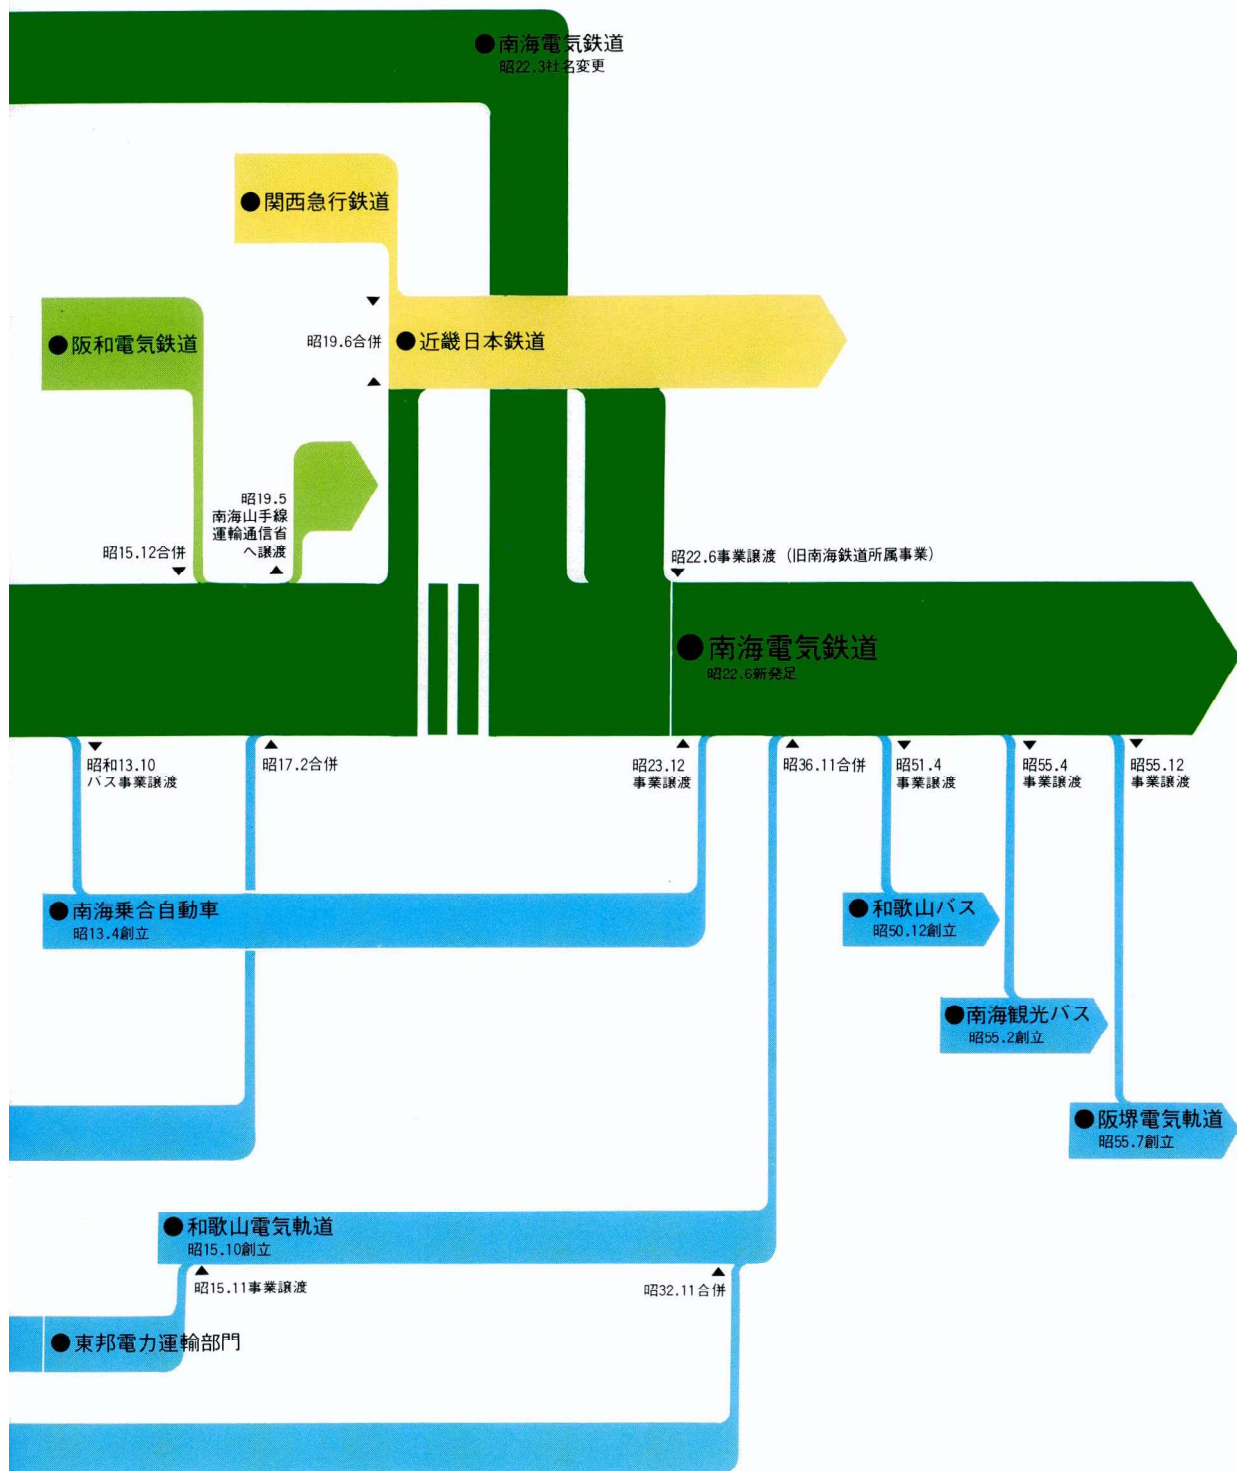 ●南海電気鉄道
昭22.3社名変更
●関西急行鉄道
●阪和電気鉄道
昭19.6合併
●近畿日本鉄道
昭19.5
南海山手線
運輸通信省
へ譲渡
昭15.12合併
昭22.6事業譲渡（旧南海鉄道所属事業）
●南海電気鉄道
昭22.6新発足
昭和13.10
バス事業譲渡
昭17.2合併
昭23.12
事業譲渡
昭36.11合併
昭51.4
事業譲渡
昭55.4
事業譲渡
昭55.12
事業譲渡
●南海乗合自動車
昭13.4創立
●和歌山バス
昭50.12創立
●南海観光バス
昭55.2創立
●阪堺電気軌道
昭55.7創立
●和歌山電気軌道
昭15.10創立
昭15.11事業譲渡
昭32.11合併
●東邦電力運輸部門